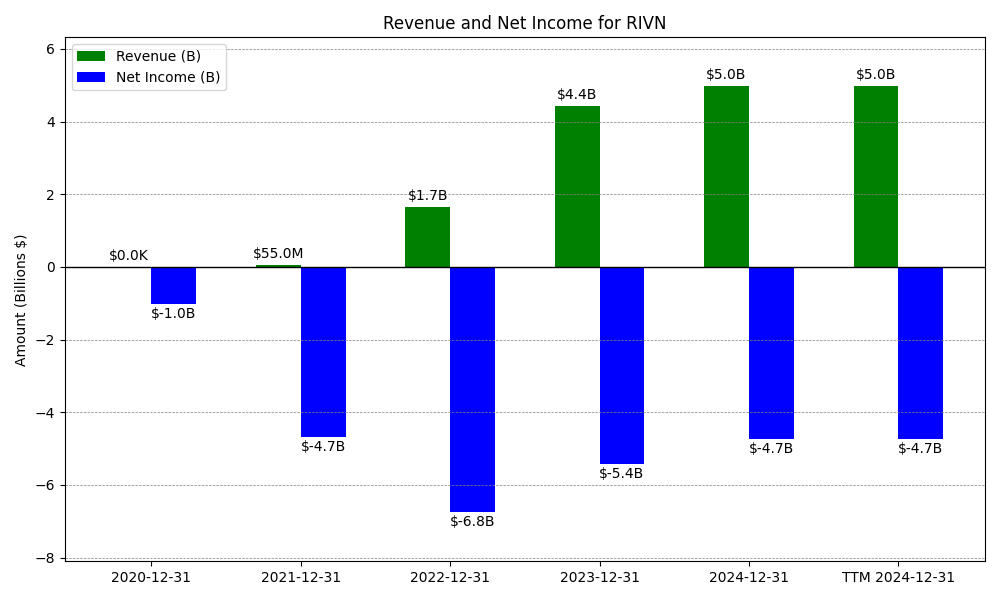 Revenue and Net Income for RIVN
Revenue (B)
Net Income (B)
Amount (Billions $)
6
4
2
0
−2
−4
−6
−8
$0.0K
$-1.0B
$55.0M
$-4.7B
$1.7B
$-6.8B
$4.4B
$-5.4B
$5.0B
$-4.7B
$5.0B
$-4.7B
2020-12-31
2021-12-31
2022-12-31
2023-12-31
2024-12-31
TTM 2024-12-31